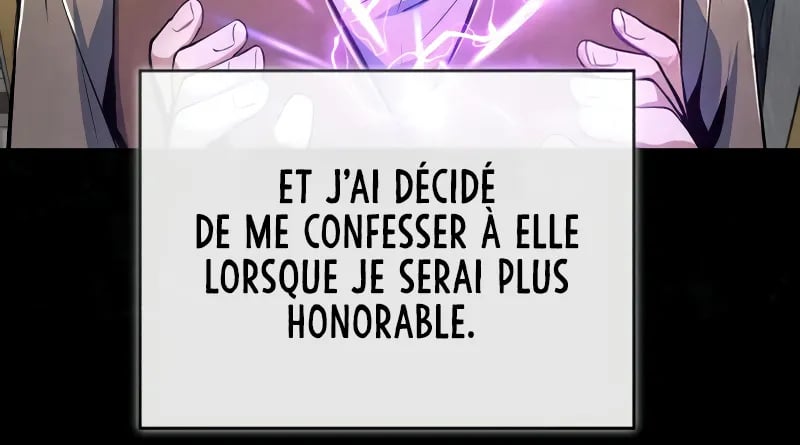 ET J'AI DÉCIDÉ
DE ME CONFESSER À ELLE
LORSQUE JE SERAI PLUS
HONORABLE.